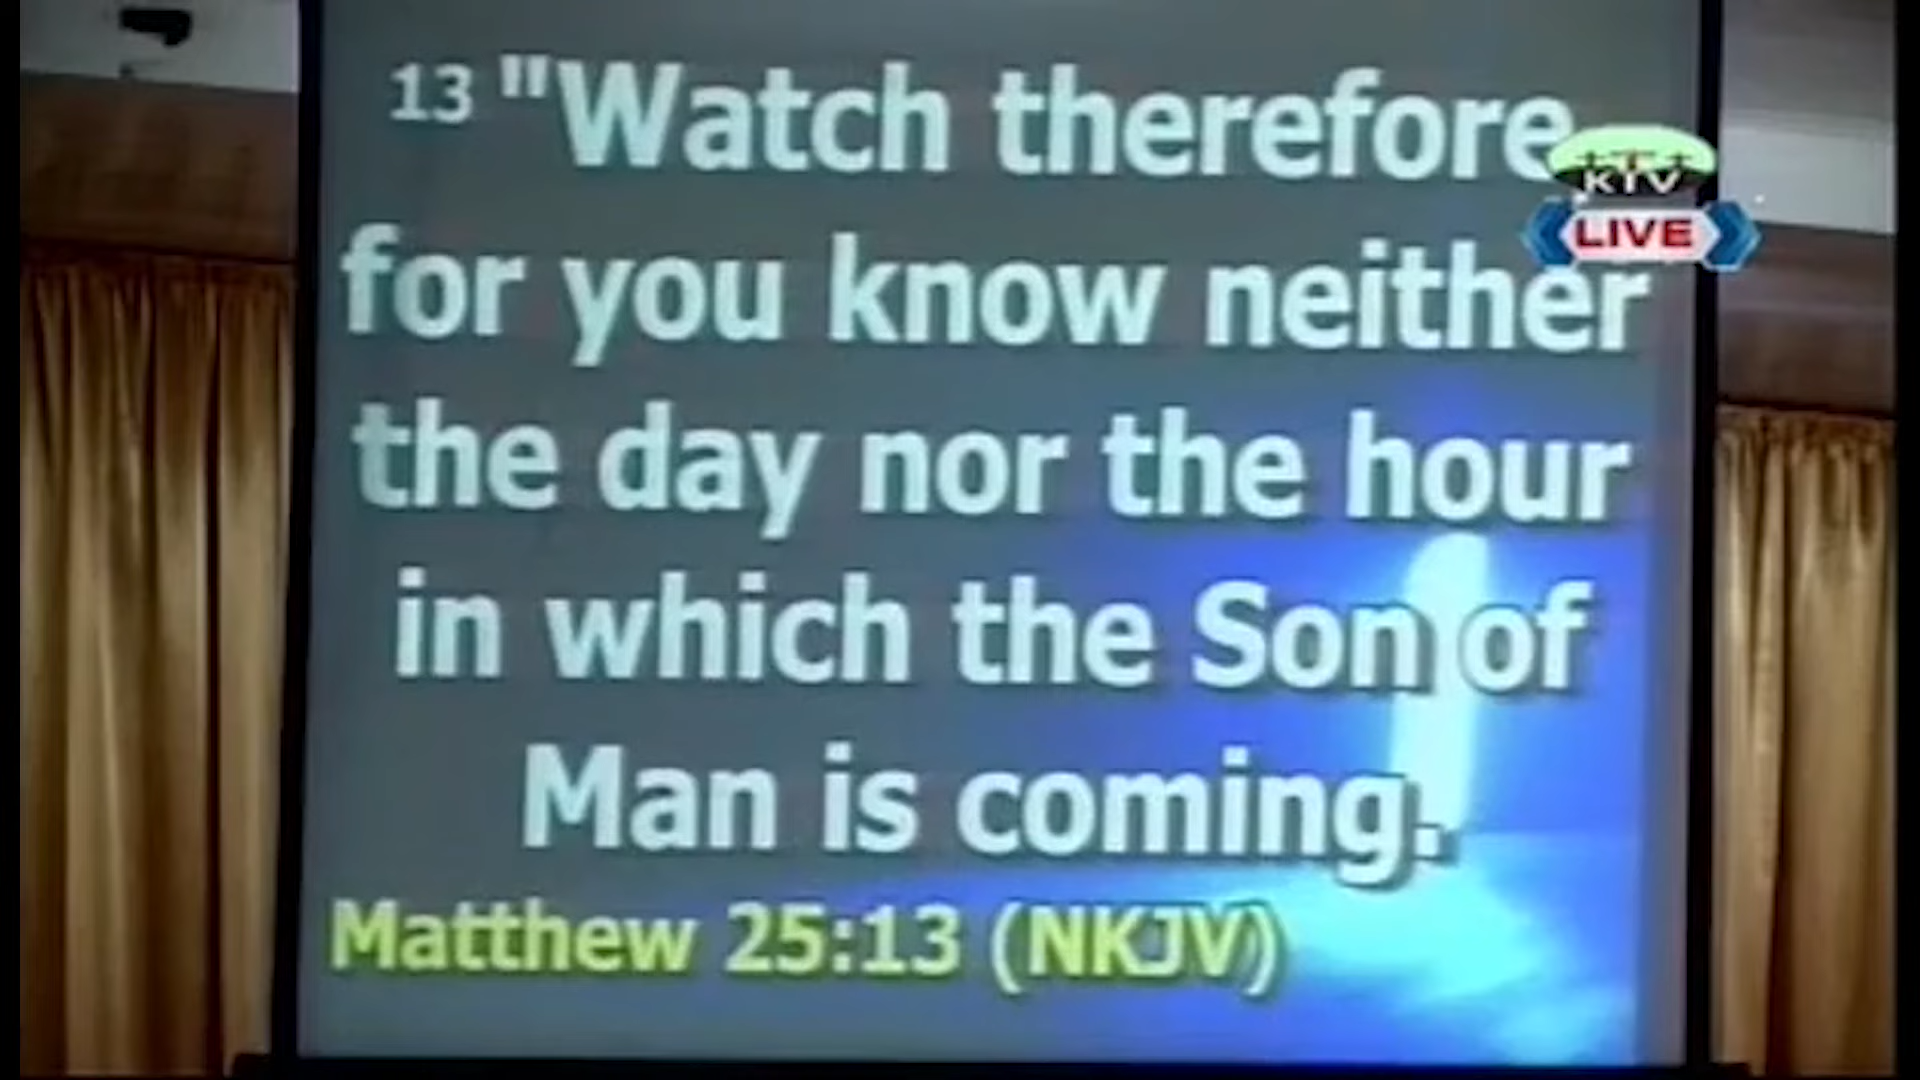 13 "Watch therefore
for you know neither
the day nor the hour
in which the Son of
Man is coming.
Matthew 25:13 (NKJV)
KTV
LIVE